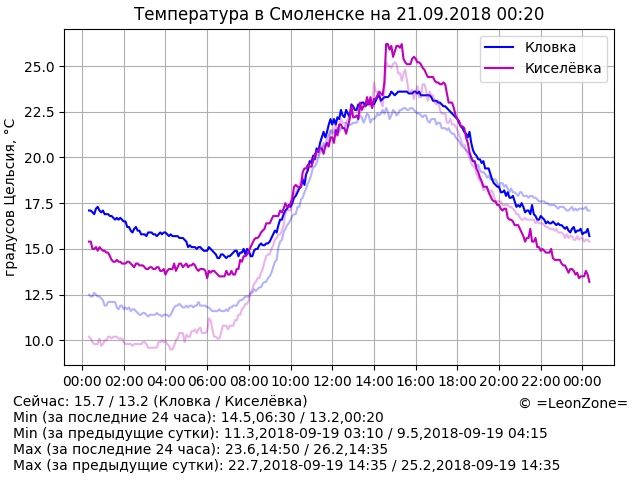 Температура в Смоленске на 21.09.2018 00:20
Кловка
Киселёвка
градусов Цельсия, °C
25.0
22.5
20.0
17.5
15.0
12.5
10.0
00:00 02:00 04:00 06:00 08:00 10:00 12:00 14:00 16:00 18:00 20:00 22:00 00:00
Сейчас: 15.7 / 13.2 (Кловка / Киселёвка)
© =LeonZone=
Min (за последние 24 часа): 14.5,06:30 / 13.2,00:20
Min (за предыдущие сутки): 11.3,2018-09-19 03:10 / 9.5,2018-09-19 04:15
Max (за последние 24 часа): 23.6,14:50 / 26.2,14:35
Max (за предыдущие сутки): 22.7,2018-09-19 14:35 / 25.2,2018-09-19 14:35